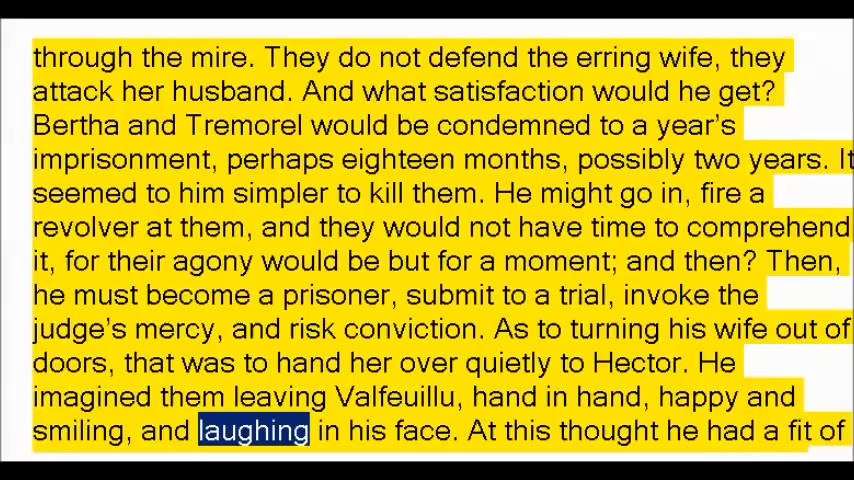 through the mire. They do not defend the erring wife, they
attack her husband. And what satisfaction would he get?
Bertha and Tremorel would be condemned to a year’s
imprisonment, perhaps eighteen months, possibly two years. It
seemed to him simpler to kill them. He might go in, fire a
revolver at them, and they would not have time to comprehend
it, for their agony would be but for a moment; and then? Then,
he must become a prisoner, submit to a trial, invoke the
judge’s mercy, and risk conviction. As to turning his wife out of
doors, that was to hand her over quietly to Hector. He
imagined them leaving Valfeuillu, hand in hand, happy and
smiling, and laughing in his face. At this thought he had a fit of